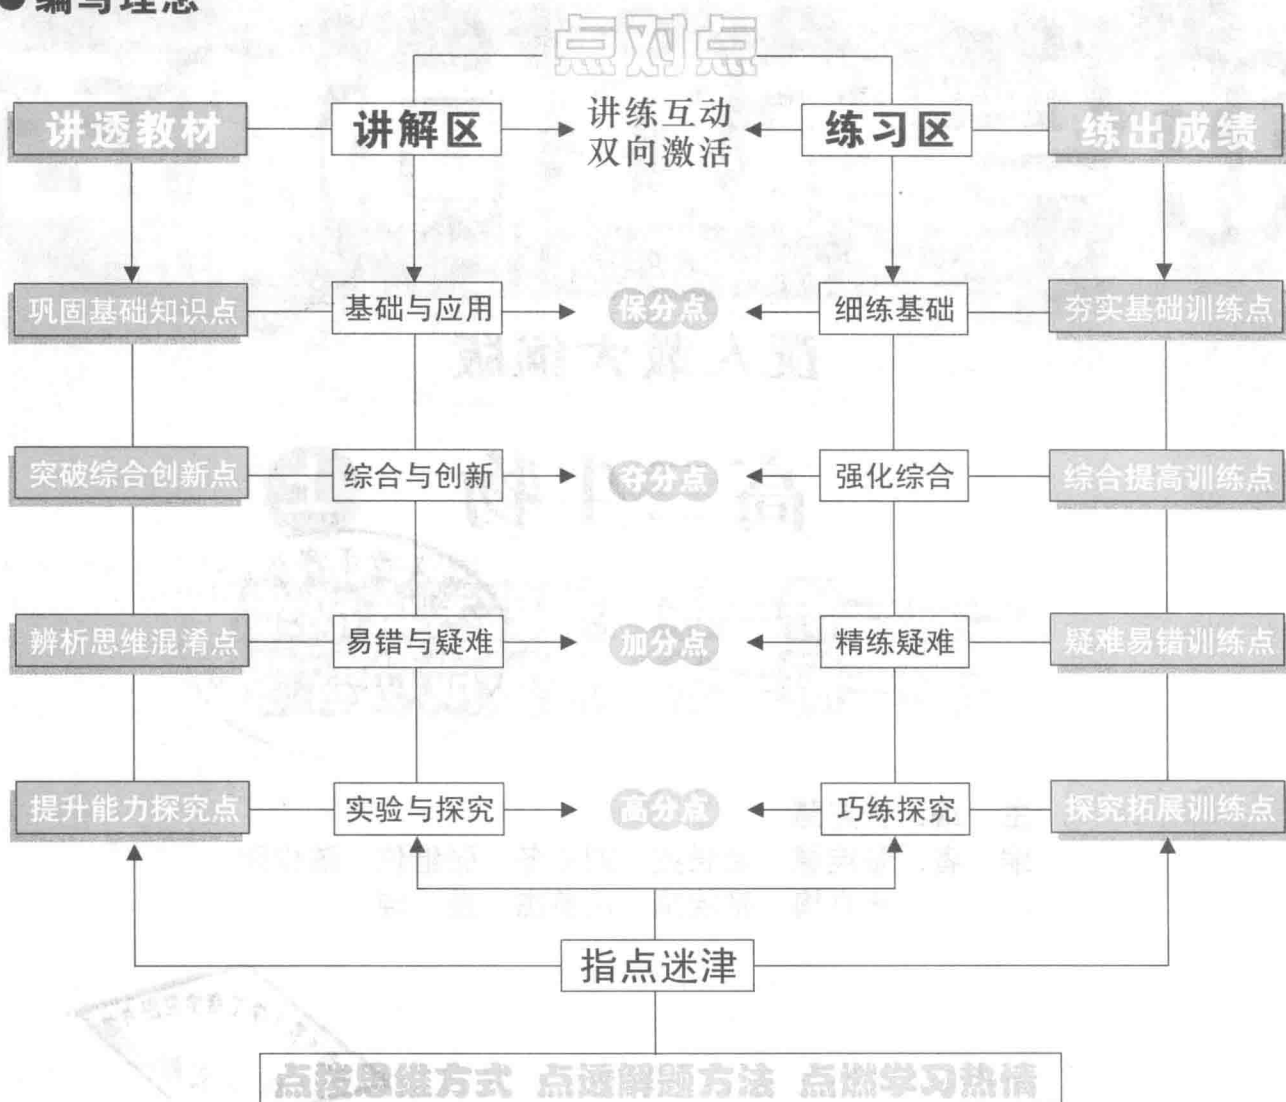 ●编写理念
点对点
讲透教材 讲解区 讲练互动 练习区 练出成绩
双向激活
巩固基础知识点 基础与应用 保分点 细练基础 夯实基础训练点
突破综合创新点 综合与创新 夺分点 强化综合 综合提高训练点
辨析思维混淆点 易错与疑难 加分点 精练疑难 疑难易错训练点
提升能力探究点 实验与探究 高分点 巧练探究 探究拓展训练点
指点迷津
点拨思维方式 点透解题方法 点燃学习热情